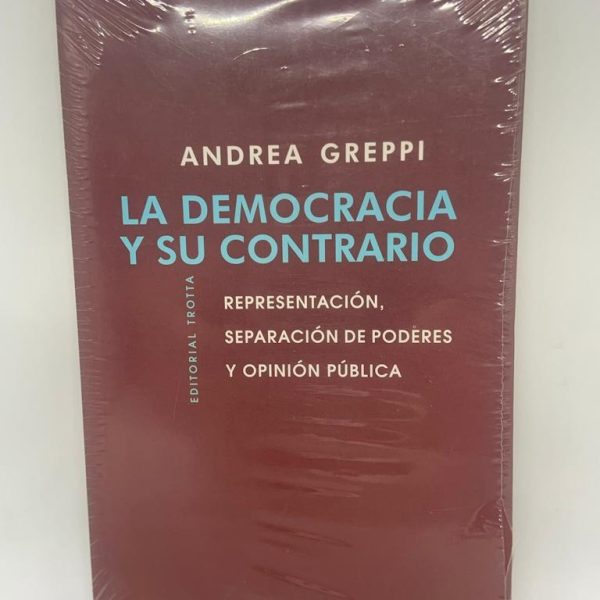 ANDREA GREPPI
LA DEMOCRACIA
Y SU CONTRARIO
EDITORIAL TROTTA
REPRESENTACIÓN,
SEPARACIÓN DE PODERES
Y OPINIÓN PÚBLICA